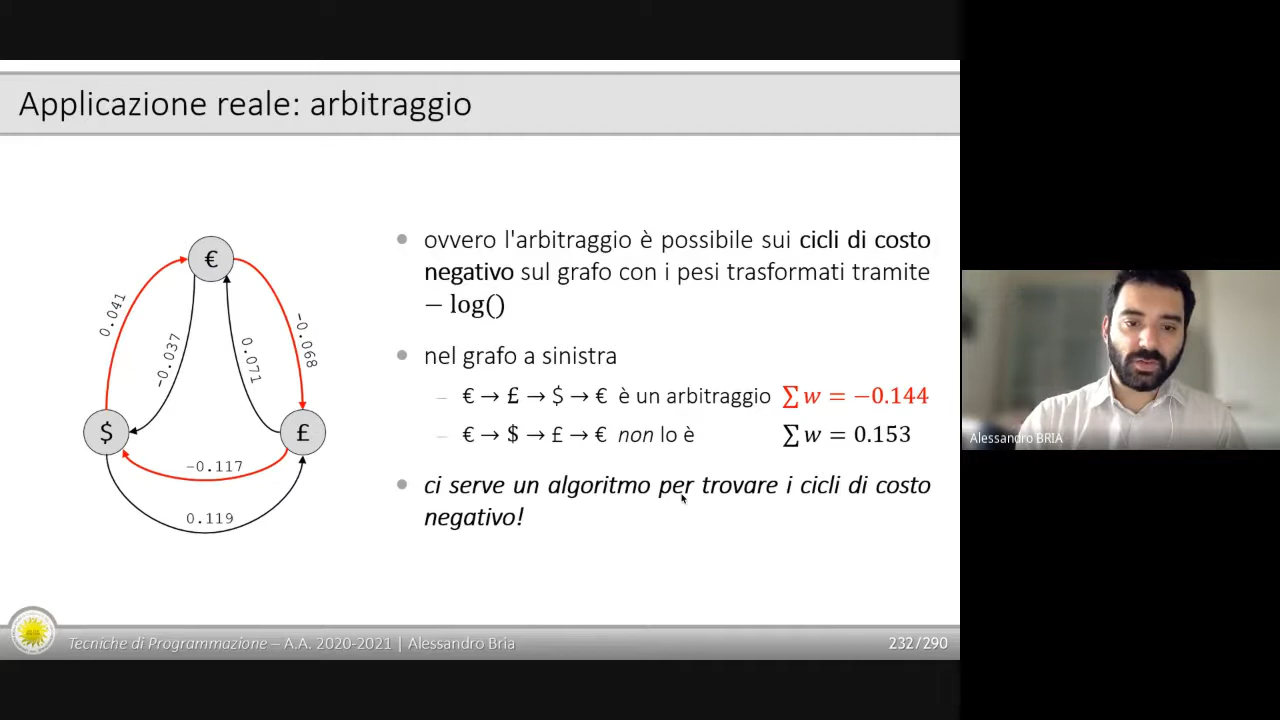 Applicazione reale: arbitraggio
€
0.041
-0.037
0.071
-0.068
$
£
-0.117
0.119
ovvero l'arbitraggio è possibile sui cicli di costo
negativo sul grafo con i pesi trasformati tramite
− log()
nel grafo a sinistra
– € → £ → $ → € è un arbitraggio ∑ w = −0.144
– € → $ → £ → € non lo è ∑ w = 0.153
ci serve un algoritmo per trovare i cicli di costo
negativo!
Alessandro BRIA
Tecniche di Programmazione – A.A. 2020-2021 | Alessandro Bria
232/290